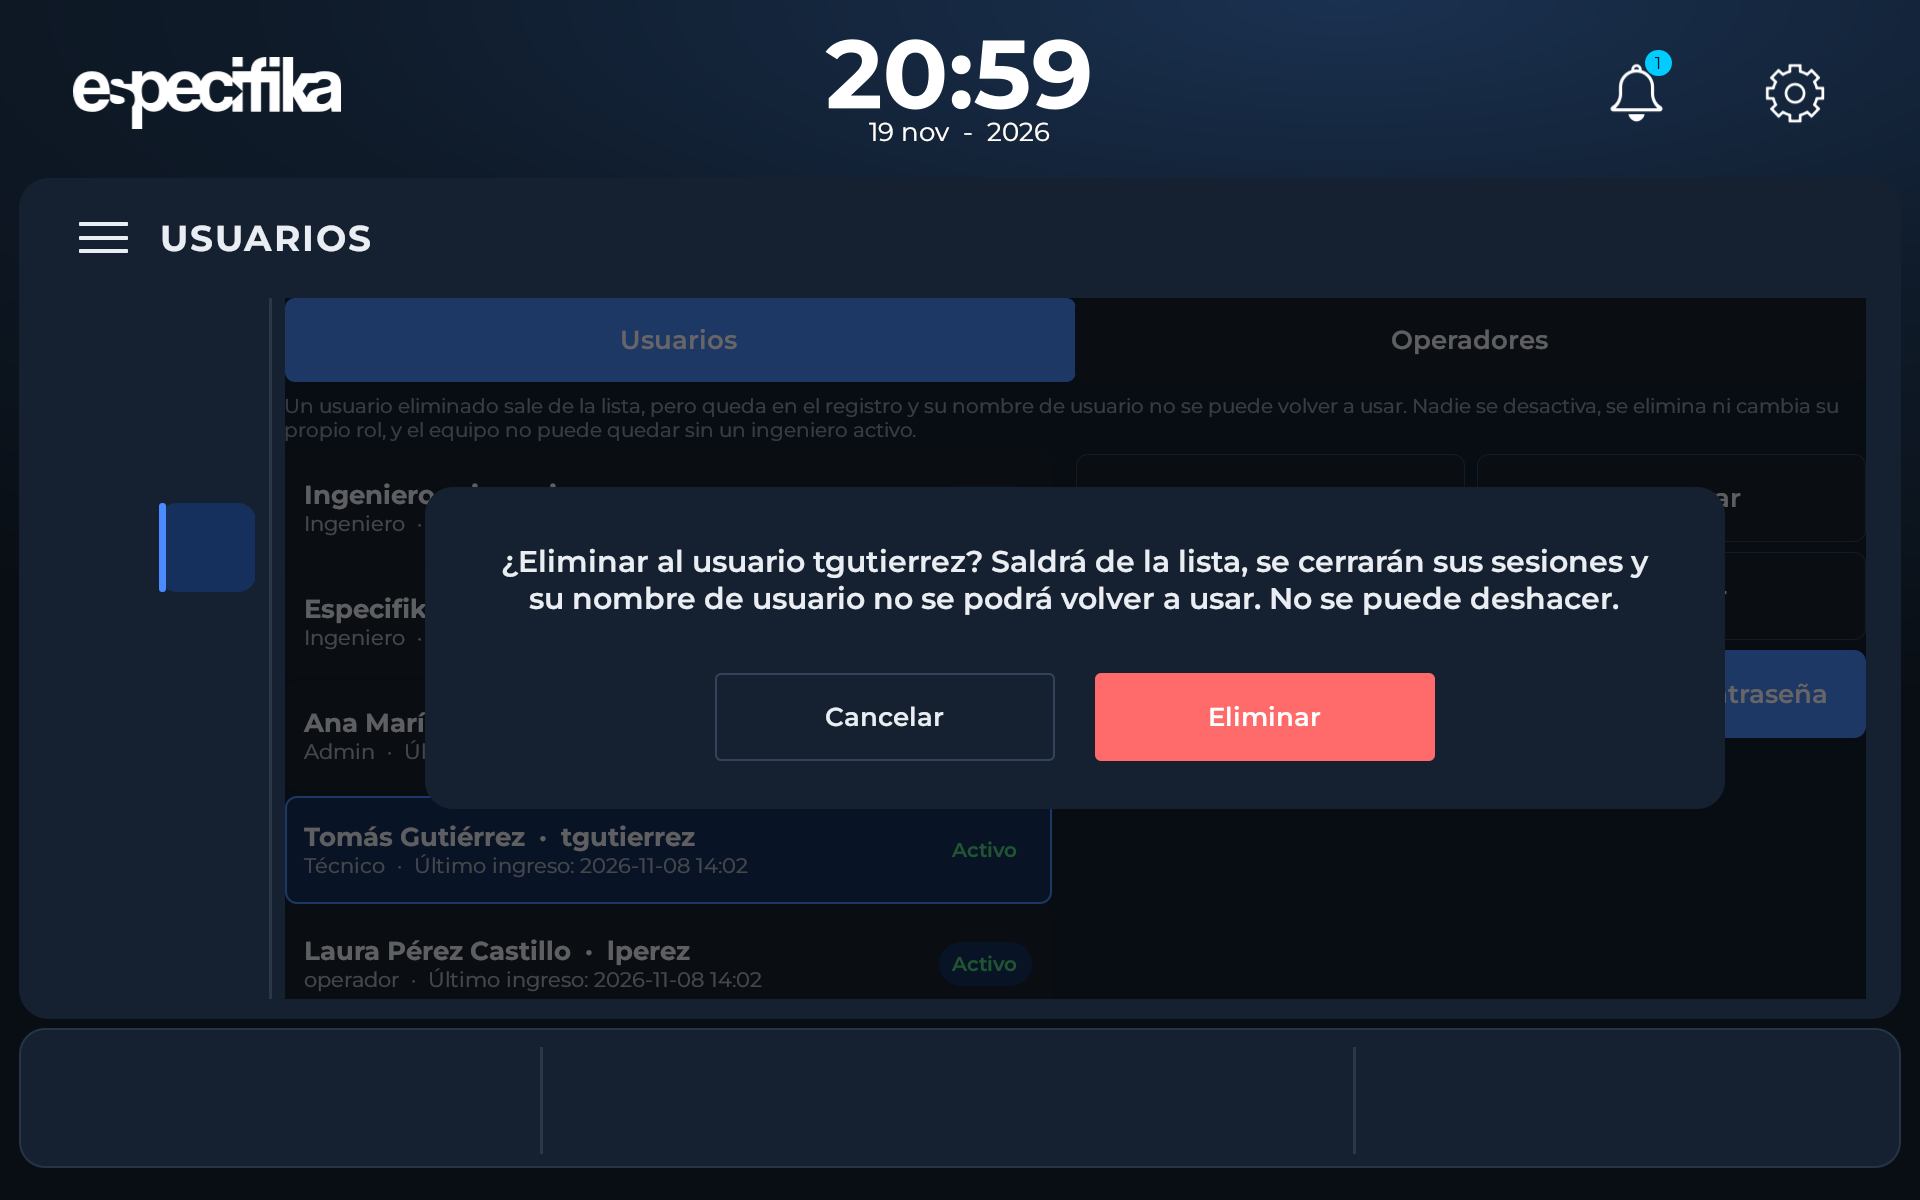 especifika
20:59
19 nov - 2026
1
USUARIOS
Usuarios
Operadores
Un usuario eliminado sale de la lista, pero queda en el registro y su nombre de usuario no se puede volver a usar. Nadie se desactiva, se elimina ni cambia su
propio rol, y el equipo no puede quedar sin un ingeniero activo.
Ingeniero
Ingeniero ·
¿Eliminar al usuario tgutierrez? Saldrá de la lista, se cerrarán sus sesiones y
su nombre de usuario no se podrá volver a usar. No se puede deshacer.
Especifik
Ingeniero ·
Cancelar
Eliminar
traseña
Ana Marí
Admin · Úl
Tomás Gutiérrez · tgutierrez
Técnico · Último ingreso: 2026-11-08 14:02
Activo
Laura Pérez Castillo · lperez
operador · Último ingreso: 2026-11-08 14:02
Activo